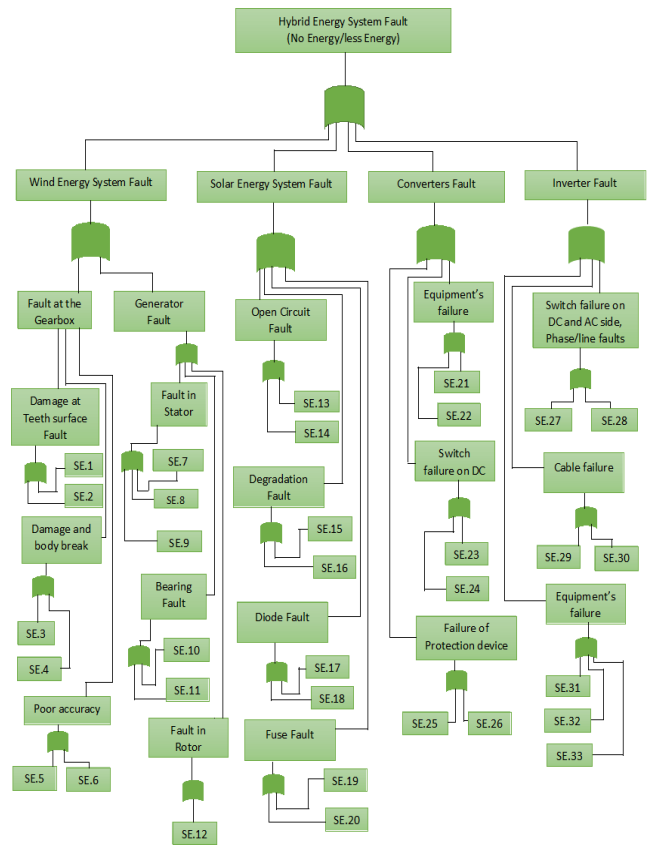 Hybrid Energy System Fault
(No Energy/less Energy)
Wind Energy System Fault
Solar Energy System Fault
Converters Fault
Inverter Fault
Fault at the
Gearbox
Generator
Fault
Open Circuit
Fault
Equipment's
failure
Switch failure on
DC and AC side,
Phase/line faults
Damage at
Teeth surface
Fault
Fault in
Stator
SE.13
SE.14
SE.21
SE.22
SE.27
SE.28
SE.1
SE.2
SE.7
SE.8
SE.9
Degradation
Fault
SE.15
SE.16
Switch
failure on DC
SE.23
SE.24
Cable failure
SE.29
SE.30
Damage and
body break
SE.3
SE.4
Bearing
Fault
SE.10
SE.11
Diode Fault
SE.17
SE.18
Failure of
Protection device
SE.25
SE.26
Equipment's
failure
SE.31
SE.32
SE.33
Poor accuracy
SE.5
SE.6
Fault in
Rotor
SE.12
Fuse Fault
SE.19
SE.20